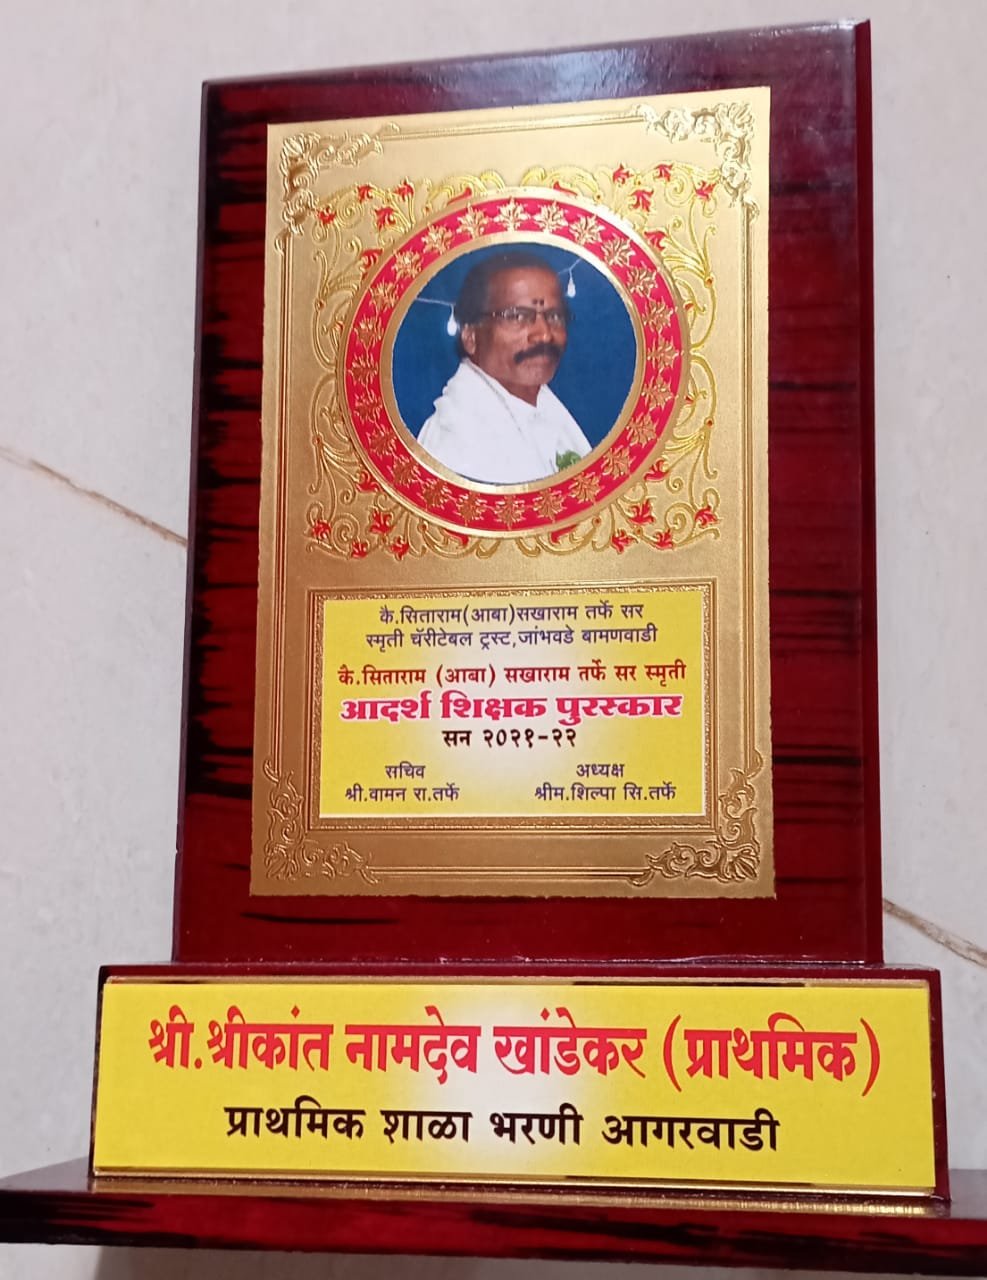 कै.सिताराम(आबा)सखाराम तर्फे सर
स्मृती चॅरीटेबल ट्रस्ट,जांभवडे बामणवाडी
कै.सिताराम (आबा) सखाराम तर्फे सर स्मृती
आदर्श शिक्षक पुरस्कार
सन २०२१-२२
सचिव अध्यक्ष
श्री.वामन रा.तर्फे श्रीम.शिल्पा सि.तर्फे
श्री.श्रीकांत नामदेव खांडेकर (प्राथमिक)
प्राथमिक शाळा भरणी आगरवाडी